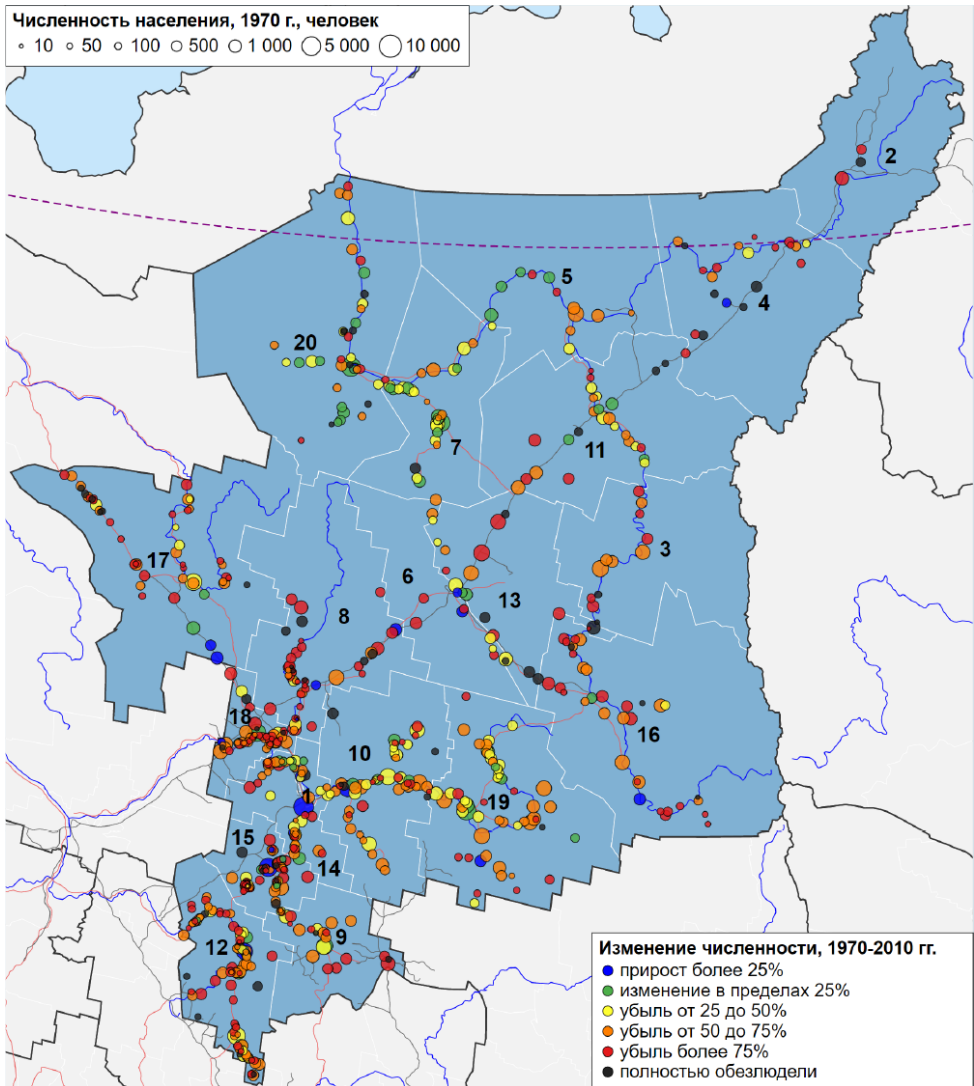 Численность населения, 1970 г., человек
10 50 100 500 1 000 5 000 10 000
2
5
4
20
7
11
17
6
3
8
13
18
16
10
1
19
15
14
12
9
Изменение численности, 1970-2010 гг.
прирост более 25%
изменение в пределах 25%
убыль от 25 до 50%
убыль от 50 до 75%
убыль более 75%
полностью обезлюдели